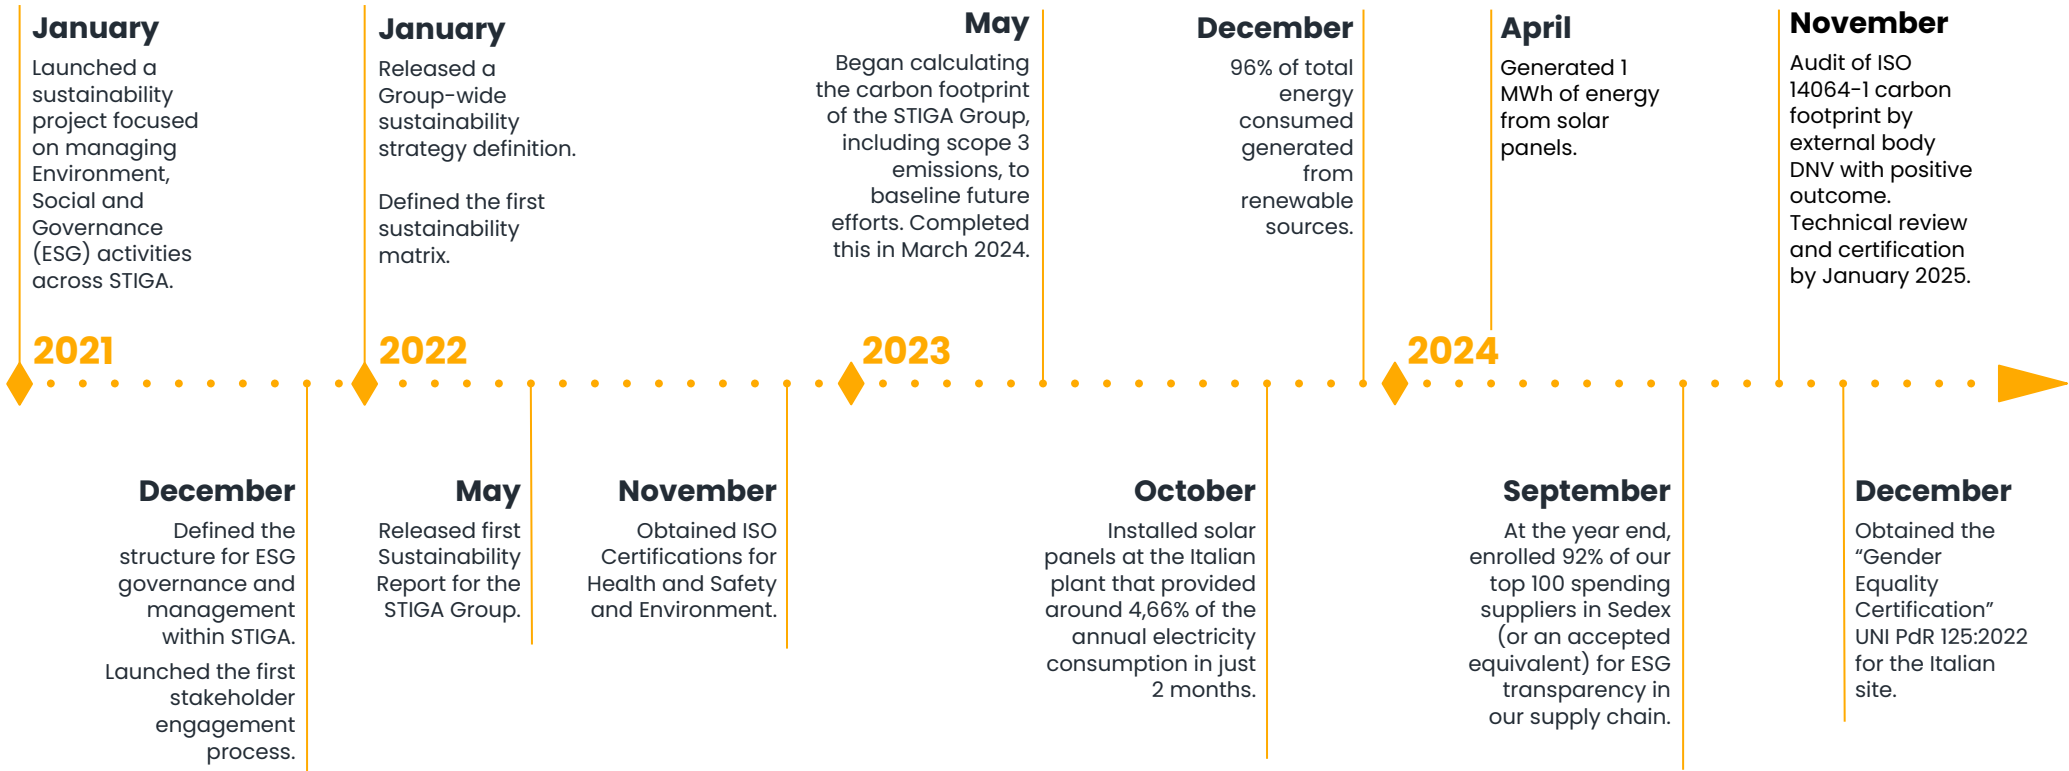 January
Launched a
sustainability
project focused
on managing
Environment,
Social and
Governance
(ESG) activities
across STIGA.
January
Released a
Group-wide
sustainability
strategy definition.
Defined the first
sustainability
matrix.
May
Began calculating
the carbon footprint
of the STIGA Group,
including scope 3
emissions, to
baseline future
efforts. Completed
this in March 2024.
December
96% of total
energy
consumed
generated
from
renewable
sources.
April
Generated 1
MWh of energy
from solar
panels.
November
Audit of ISO
14064-1 carbon
footprint by
external body
DNV with positive
outcome.
Technical review
and certification
by January 2025.
2021
2022
2023
2024
December
Defined the
structure for ESG
governance and
management
within STIGA.
Launched the first
stakeholder
engagement
process.
May
Released first
Sustainability
Report for the
STIGA Group.
November
Obtained ISO
Certifications for
Health and Safety
and Environment.
October
Installed solar
panels at the Italian
plant that provided
around 4,66% of the
annual electricity
consumption in just
2 months.
September
At the year end,
enrolled 92% of our
top 100 spending
suppliers in Sedex
(or an accepted
equivalent) for ESG
transparency in
our supply chain.
December
Obtained the
“Gender
Equality
Certification”
UNI PdR 125:2022
for the Italian
site.